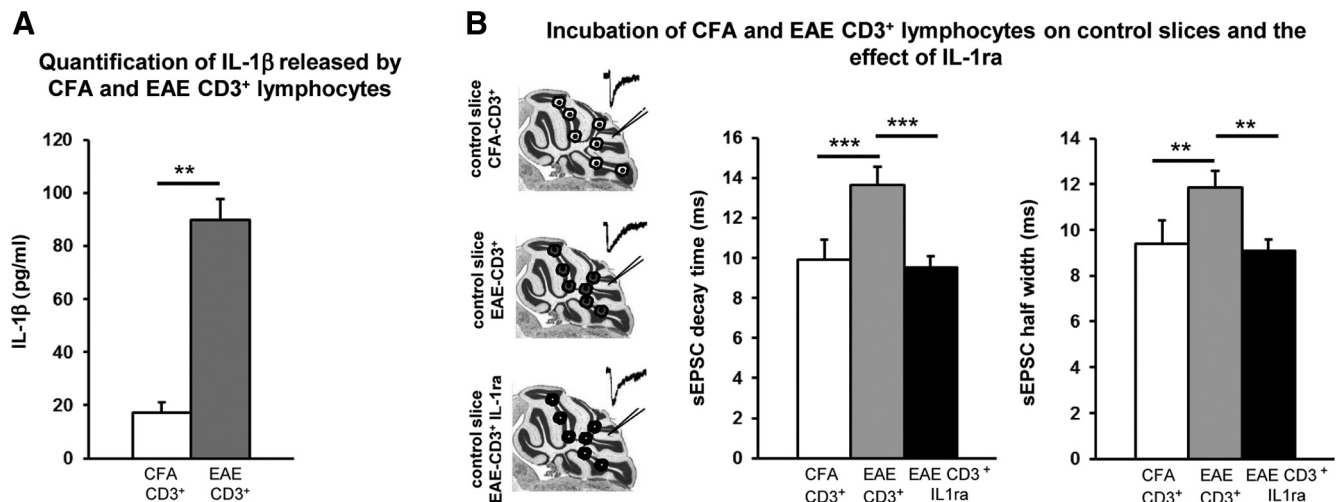 A
Quantification of IL-1β released by
CFA and EAE CD3⁺ lymphocytes
IL-1β (pg/ml)
120
100
80
60
40
20
0
**
CFA
CD3⁺
EAE
CD3⁺
B
Incubation of CFA and EAE CD3⁺ lymphocytes on control slices and the
effect of IL-1ra
control slice
CFA-CD3⁺
control slice
EAE-CD3⁺
control slice
EAE-CD3⁺ IL-1ra
sEPSC decay time (ms)
16
14
12
10
8
6
4
2
0
***
***
CFA
CD3⁺
EAE
CD3⁺
EAE CD3⁺
IL1ra
sEPSC half width (ms)
14
12
10
8
6
4
2
0
**
**
CFA
CD3⁺
EAE
CD3⁺
EAE CD3⁺
IL1ra